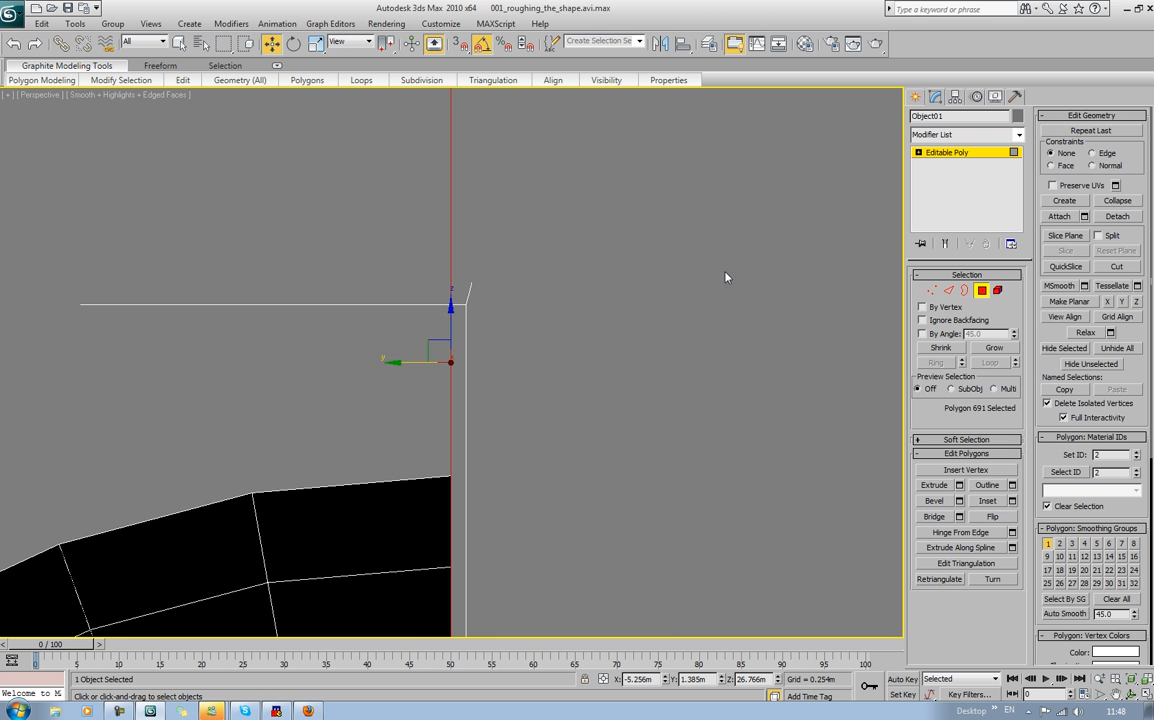 Autodesk 3ds Max 2010 x64 001_roughing_the_shape.avi.max
Type a keyword or phrase
Edit Tools Group Views Create Modifiers Animation Graph Editors Rendering Customize MAXScript Help
All View Create Selection Se
Graphite Modeling Tools Freeform Selection
Polygon Modeling Modify Selection Edit Geometry (All) Polygons Loops Subdivision Triangulation Align Visibility Properties
[ + ] [ Perspective ] [ Smooth + Highlights + Edged Faces ]
z
y
Object01
Modifier List
Editable Poly
Selection
By Vertex
Ignore Backfacing
By Angle: 45.0
Shrink Grow
Ring Loop
Preview Selection
Off SubObj Multi
Polygon 691 Selected
Soft Selection
Edit Polygons
Insert Vertex
Extrude Outline
Bevel Inset
Bridge Flip
Hinge From Edge
Extrude Along Spline
Edit Triangulation
Retriangulate Turn
Edit Geometry
Repeat Last
Constraints
None Edge
Face Normal
Preserve UVs
Create Collapse
Attach Detach
Slice Plane Split
Slice Reset Plane
QuickSlice Cut
MSmooth Tessellate
Make Planar X Y Z
View Align Grid Align
Relax
Hide Selected Unhide All
Hide Unselected
Named Selections:
Copy Paste
Delete Isolated Vertices
Full Interactivity
Polygon: Material IDs
Set ID: 2
Select ID 2
Clear Selection
Polygon: Smoothing Groups
1 2 3 4 5 6 7 8
9 10 11 12 13 14 15 16
17 18 19 20 21 22 23 24
25 26 27 28 29 30 31 32
Select By SG Clear All
Auto Smooth 45.0
Polygon: Vertex Colors
Color:
0 / 100
0 5 10 15 20 25 30 35 40 45 50 55 60 65 70 75 80 85 90 95 100
1 Object Selected X: -5.256m Y: 1.385m Z: 26.766m Grid = 0.254m Auto Key Selected
Welcome to M Click or click-and-drag to select objects Add Time Tag Set Key Key Filters... 0
Desktop EN 11:48